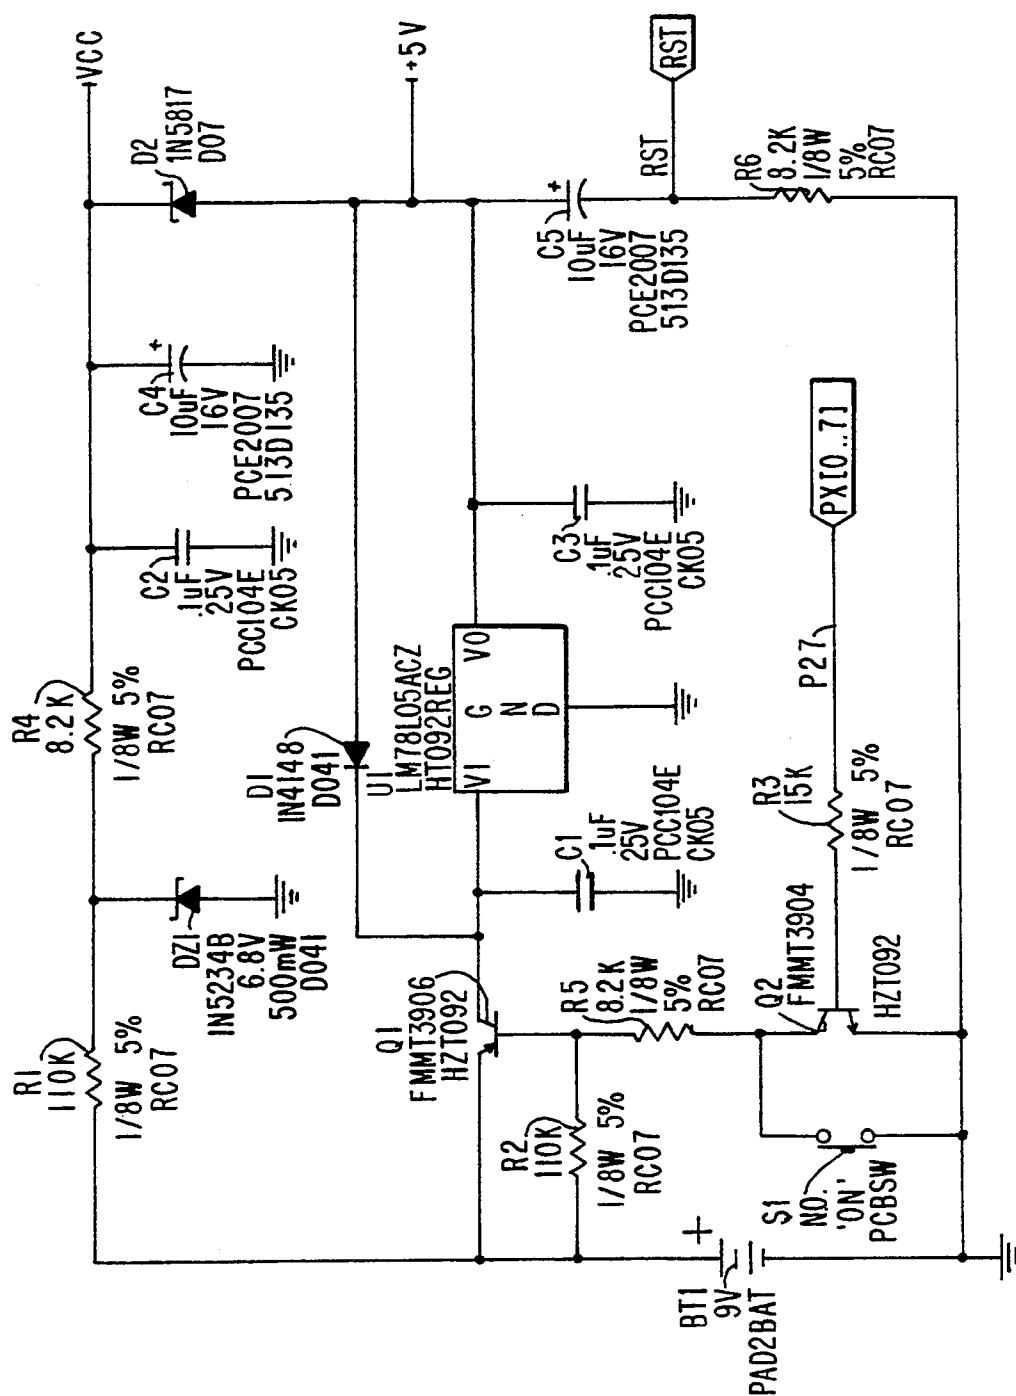 R1
110K
1/8W 5%
RC07
DZ1
1N5234B
6.8V
500mW
D041
R4
8.2K
1/8W 5%
RC07
C2
.1uF
25V
PCC104E
CK05
C4
+
10uF
16V
PCE2007
513D135
VCC
D2
1N5817
D07
D1
1N4148
D041
+5V
Q1
FMMT3906
HZT092
U1
LM78L05ACZ
HT092REG
VI
VO
G
N
D
R2
110K
1/8W 5%
RC07
R5
8.2K
1/8W
5%
RC07
C1
.1uF
25V
PCC104E
CK05
C3
.1uF
25V
PCC104E
CK05
C5
+
10uF
16V
PCE2007
513D135
RST
RST
BT1
+
9V
PAD2BAT
S1
N.O.
'ON'
PCBSW
Q2
FMMT3904
HZT092
R3
15K
1/8W 5%
RC07
P27
PX[0..7]
R6
8.2K
1/8W
5%
RC07